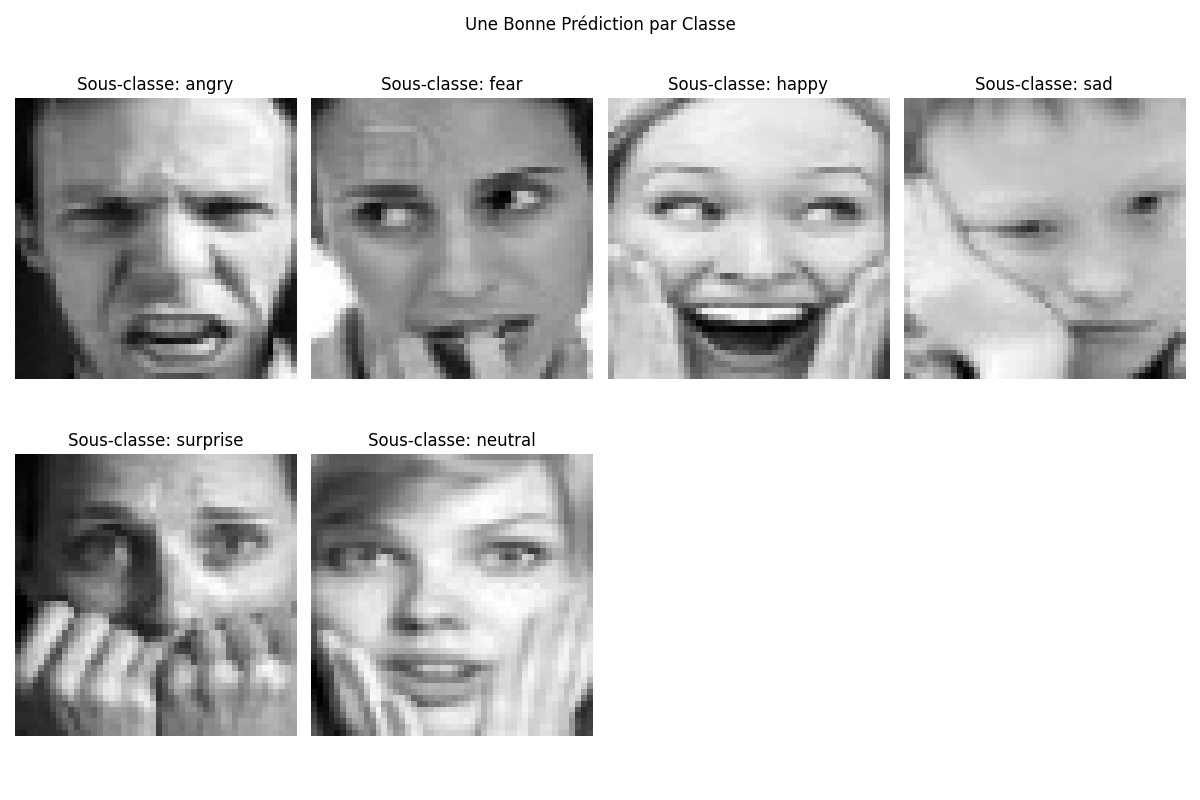 Une Bonne Prédiction par Classe
Sous-classe: angry
Sous-classe: fear
Sous-classe: happy
Sous-classe: sad
Sous-classe: surprise
Sous-classe: neutral